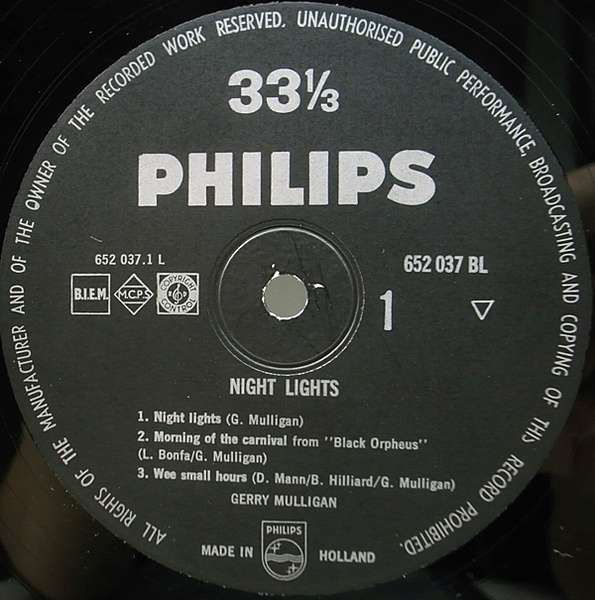 ALL RIGHTS OF THE MANUFACTURER AND OF THE OWNER OF THE RECORDED WORK RESERVED. UNAUTHORISED PUBLIC PERFORMANCE, BROADCASTING AND COPYING OF THIS RECORD PROHIBITED.
33⅓
PHILIPS
652 037.1 L
652 037 BL
B.I.E.M.
M.C.P.S
COPYRIGHT
CONTROL
1
NIGHT LIGHTS
1. Night lights (G. Mulligan)
2. Morning of the carnival from "Black Orpheus"
(L. Bonfa/G. Mulligan)
3. Wee small hours (D. Mann/B. Hilliard/G. Mulligan)
GERRY MULLIGAN
PHILIPS
MADE IN HOLLAND